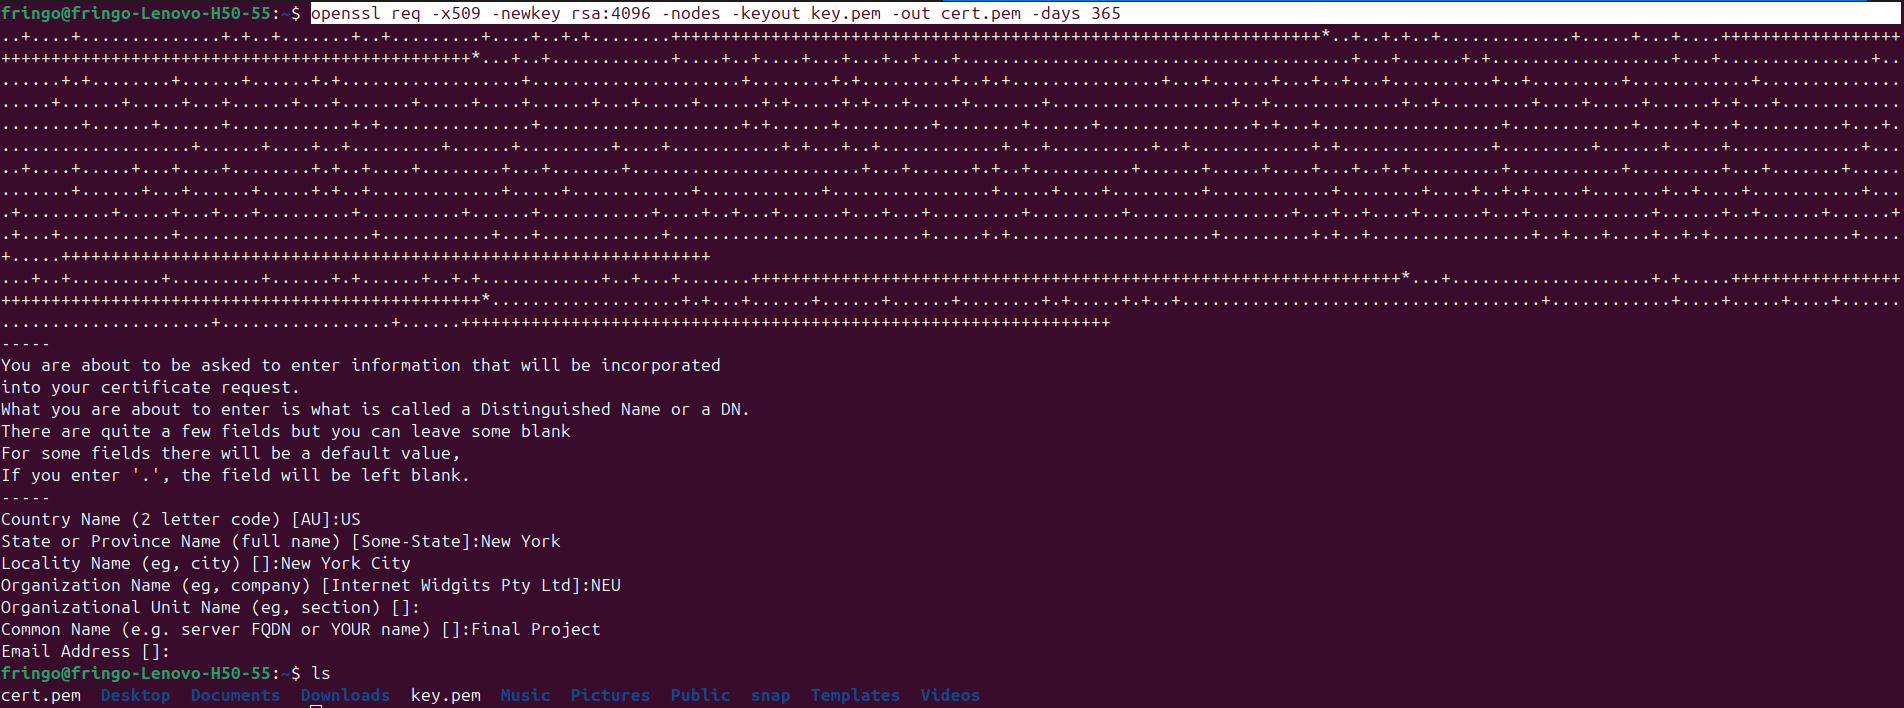 fringo@fringo-Lenovo-H50-55:~$ openssl req -x509 -newkey rsa:4096 -nodes -keyout key.pem -out cert.pem -days 365
-----
You are about to be asked to enter information that will be incorporated
into your certificate request.
What you are about to enter is what is called a Distinguished Name or a DN.
There are quite a few fields but you can leave some blank
For some fields there will be a default value,
If you enter '.', the field will be left blank.
-----
Country Name (2 letter code) [AU]:US
State or Province Name (full name) [Some-State]:New York
Locality Name (eg, city) []:New York City
Organization Name (eg, company) [Internet Widgits Pty Ltd]:NEU
Organizational Unit Name (eg, section) []:
Common Name (e.g. server FQDN or YOUR name) []:Final Project
Email Address []:
fringo@fringo-Lenovo-H50-55:~$ ls
cert.pem  Desktop  Documents  Downloads  key.pem  Music  Pictures  Public  snap  Templates  Videos